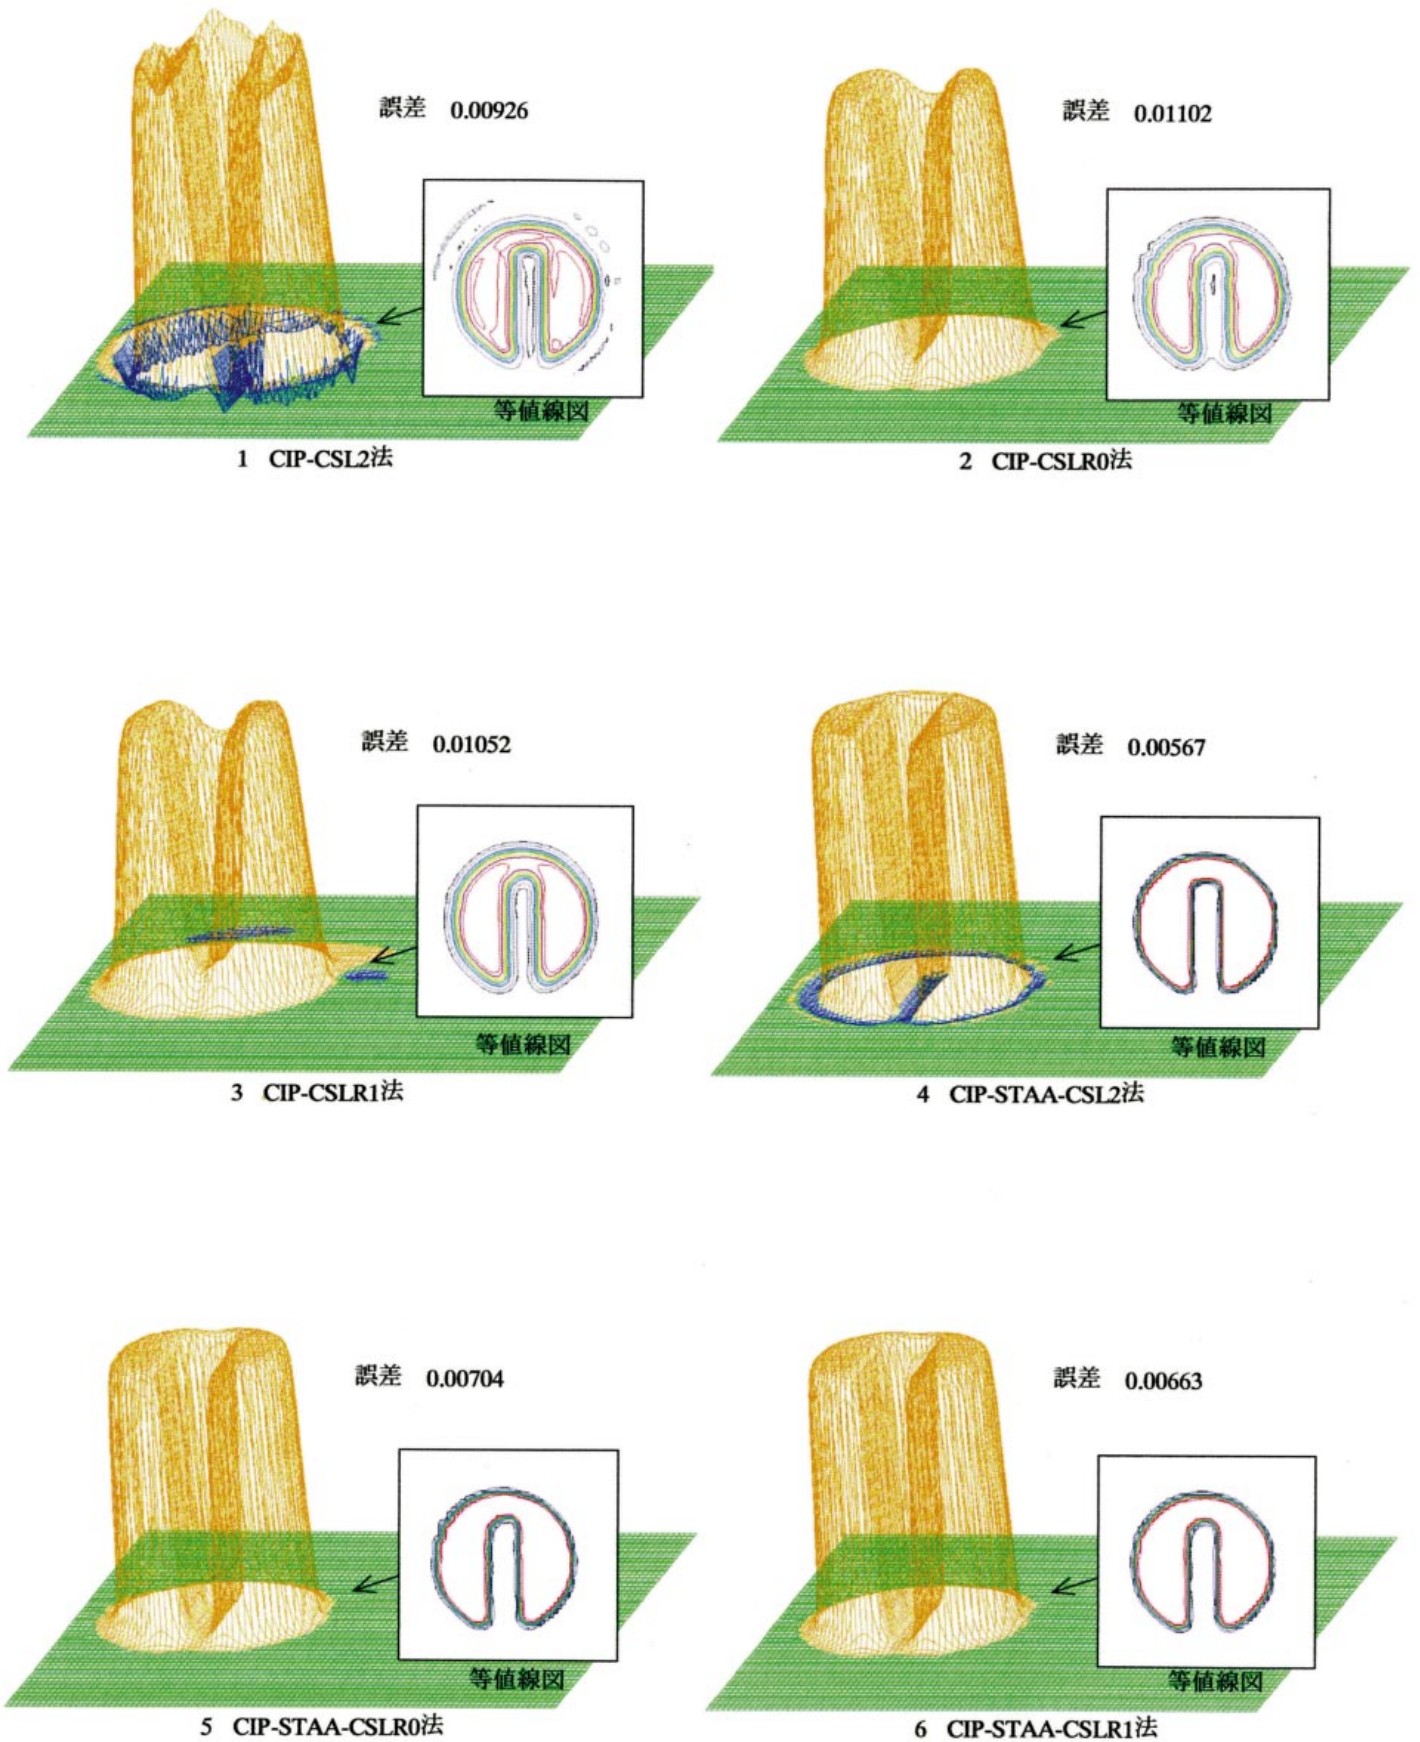 誤差 0.00926
等値線図
1 CIP-CSL2法
誤差 0.01102
等値線図
2 CIP-CSLR0法
誤差 0.01052
等値線図
3 CIP-CSLR1法
誤差 0.00567
等値線図
4 CIP-STAA-CSL2法
誤差 0.00704
等値線図
5 CIP-STAA-CSLR0法
誤差 0.00663
等値線図
6 CIP-STAA-CSLR1法